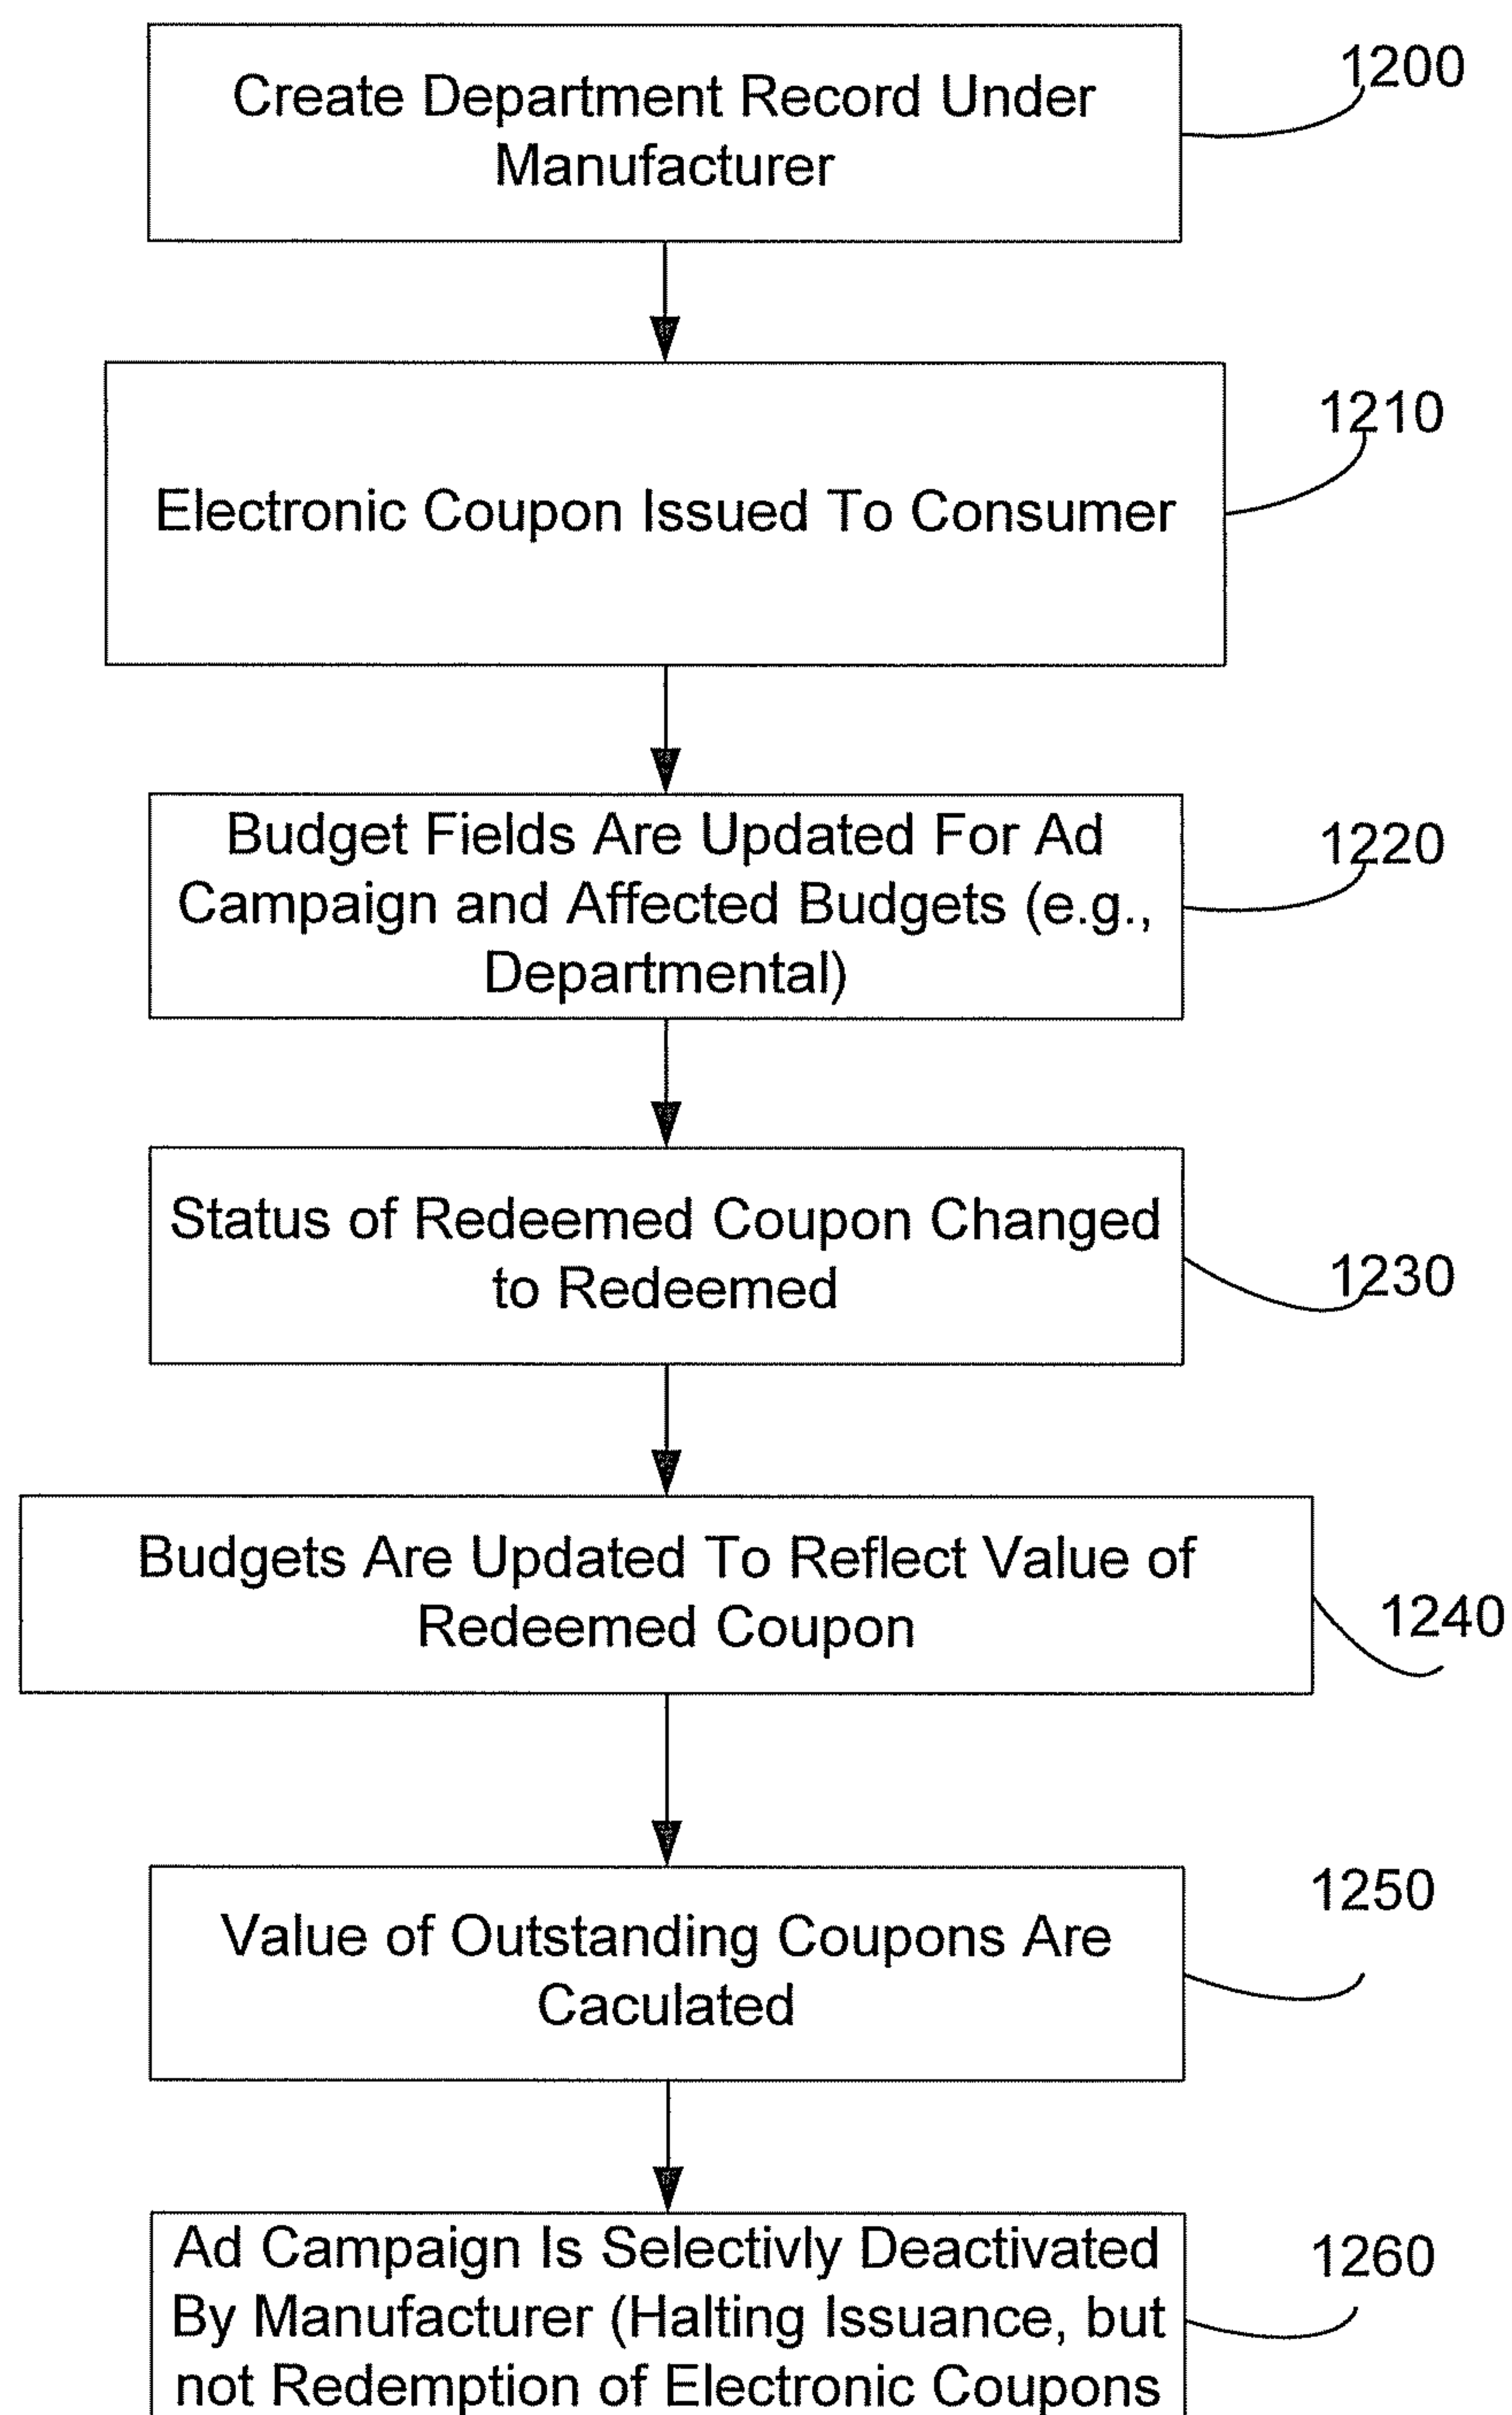 Create Department Record Under
Manufacturer
1200
Electronic Coupon Issued To Consumer
1210
Budget Fields Are Updated For Ad
Campaign and Affected Budgets (e.g.,
Departmental)
1220
Status of Redeemed Coupon Changed
to Redeemed
1230
Budgets Are Updated To Reflect Value of
Redeemed Coupon
1240
Value of Outstanding Coupons Are
Caculated
1250
Ad Campaign Is Selectivly Deactivated
By Manufacturer (Halting Issuance, but
not Redemption of Electronic Coupons
1260